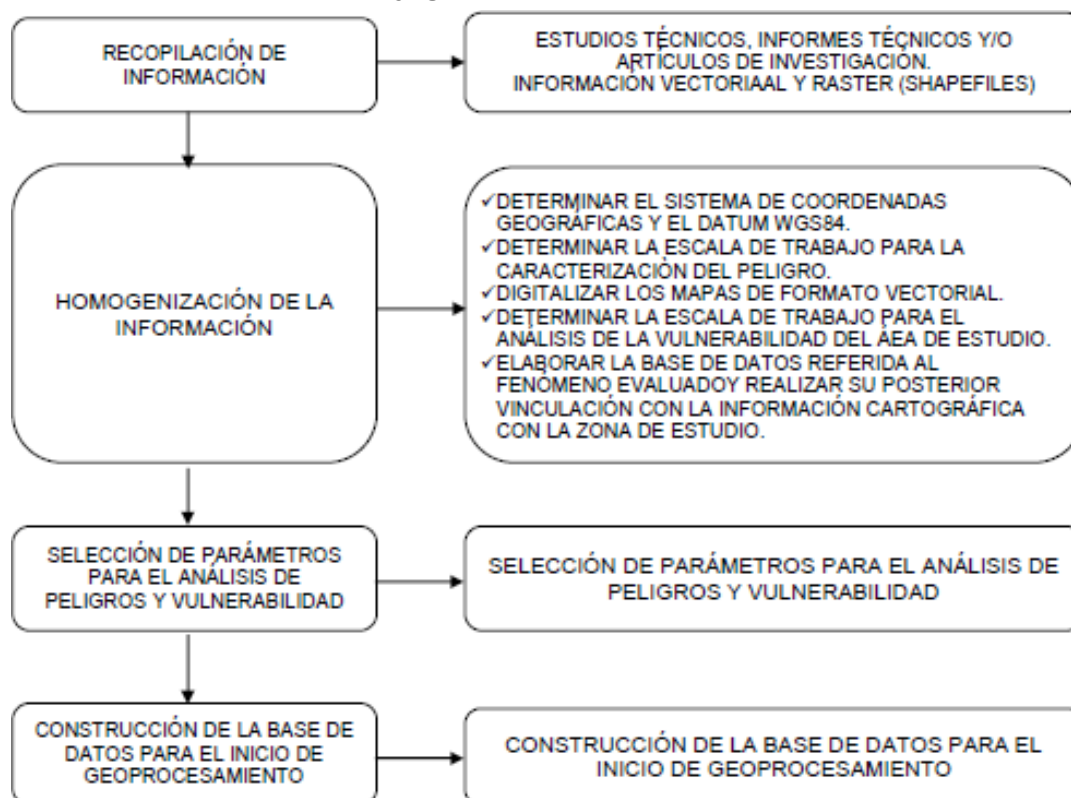 RECOPILACIÓN DE
INFORMACIÓN
ESTUDIOS TÉCNICOS, INFORMES TÉCNICOS Y/O
ARTÍCULOS DE INVESTIGACIÓN.
INFORMACIÓN VECTORIAAL Y RASTER (SHAPEFILES)
HOMOGENIZACIÓN DE LA
INFORMACIÓN
✓DETERMINAR EL SISTEMA DE COORDENADAS
GEOGRÁFICAS Y EL DATUM WGS84.
✓DETERMINAR LA ESCALA DE TRABAJO PARA LA
CARACTERIZACIÓN DEL PELIGRO.
✓DIGITALIZAR LOS MAPAS DE FORMATO VECTORIAL.
✓DETERMINAR LA ESCALA DE TRABAJO PARA EL
ANÁLISIS DE LA VULNERABILIDAD DEL ÁEA DE ESTUDIO.
✓ELABORAR LA BASE DE DATOS REFERIDA AL
FENÓMENO EVALUADOY REALIZAR SU POSTERIOR
VINCULACIÓN CON LA INFORMACIÓN CARTOGRÁFICA
CON LA ZONA DE ESTUDIO.
SELECCIÓN DE PARÁMETROS
PARA EL ANÁLISIS DE
PELIGROS Y VULNERABILIDAD
SELECCIÓN DE PARÁMETROS PARA EL ANÁLISIS DE
PELIGROS Y VULNERABILIDAD
CONSTRUCCIÓN DE LA BASE DE
DATOS PARA EL INICIO DE
GEOPROCESAMIENTO
CONSTRUCCIÓN DE LA BASE DE DATOS PARA EL
INICIO DE GEOPROCESAMIENTO